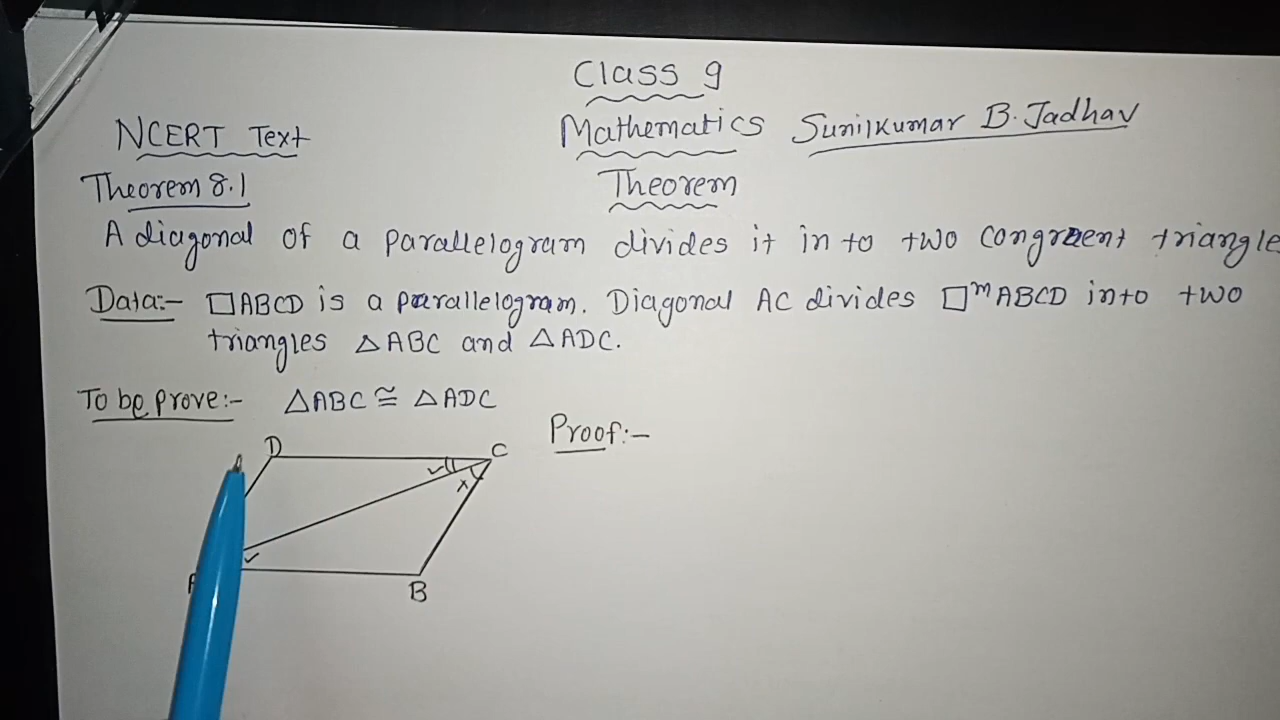 Class 9
NCERT Text
Mathematics Sunilkumar B. Jadhav
Theorem 8.1
Theorem
A diagonal of a parallelogram divides it in to two congruent triangle
Data:- □ABCD is a parallelogram. Diagonal AC divides □ᵐABCD into two
triangles △ABC and △ADC.
To be prove:- △ABC ≅ △ADC
Proof:-
D
C
x
B